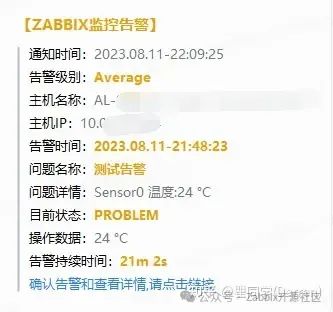 【ZABBIX监控告警】
通知时间：2023.08.11-22:09:25
告警级别：Average
主机名称：AL-
主机IP：10.0
告警时间：2023.08.11-21:48:23
问题名称：测试告警
问题详情：Sensor0 温度:24 °C
目前状态：PROBLEM
操作数据：24 °C
告警持续时间：21m 2s
确认告警和查看详情,请点击链接
公众号 · Zabbix开源社区